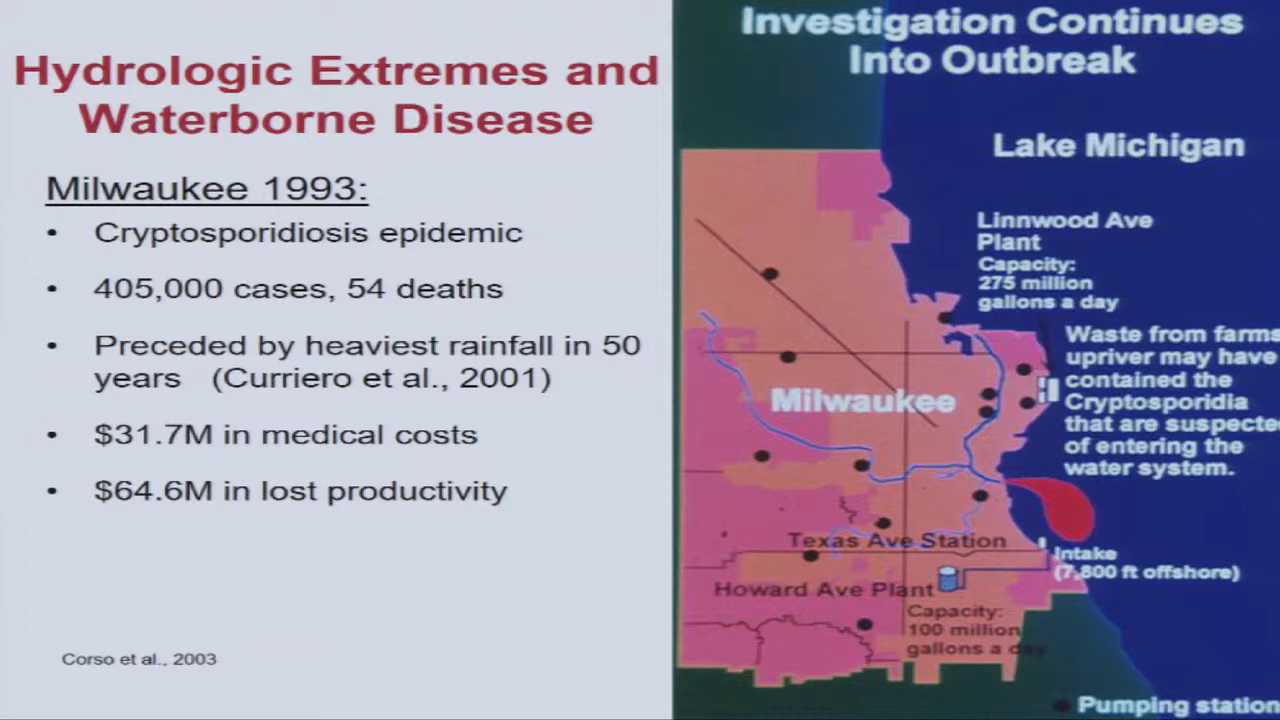 Hydrologic Extremes and
Waterborne Disease
Milwaukee 1993:
• Cryptosporidiosis epidemic
• 405,000 cases, 54 deaths
• Preceded by heaviest rainfall in 50
years (Curriero et al., 2001)
• $31.7M in medical costs
• $64.6M in lost productivity
Corso et al., 2003
Investigation Continues
Into Outbreak
Lake Michigan
Linnwood Ave
Plant
Capacity:
275 million
gallons a day
Waste from farms
upriver may have
contained the
Cryptosporidia
that are suspecte
of entering the
water system.
Milwaukee
Texas Ave Station
Intake
(7,800 ft offshore)
Howard Ave Plant
Capacity:
100 million
gallons a day
Pumping station